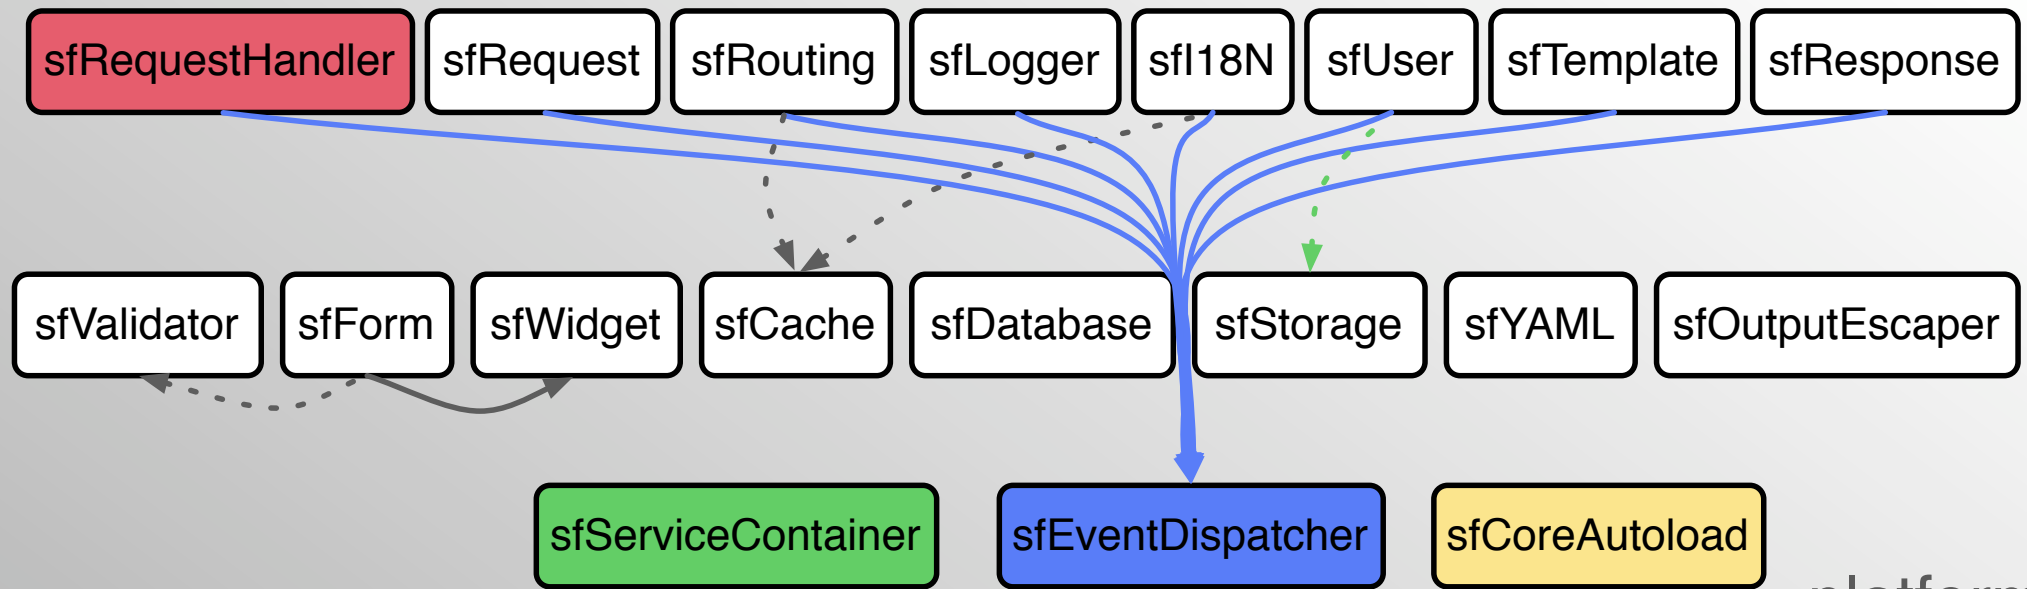 sfRequestHandler sfRequest sfRouting sfLogger sfI18N sfUser sfTemplate sfResponse
sfValidator sfForm sfWidget sfCache sfDatabase sfStorage sfYAML sfOutputEscaper
sfServiceContainer sfEventDispatcher sfCoreAutoload
platform